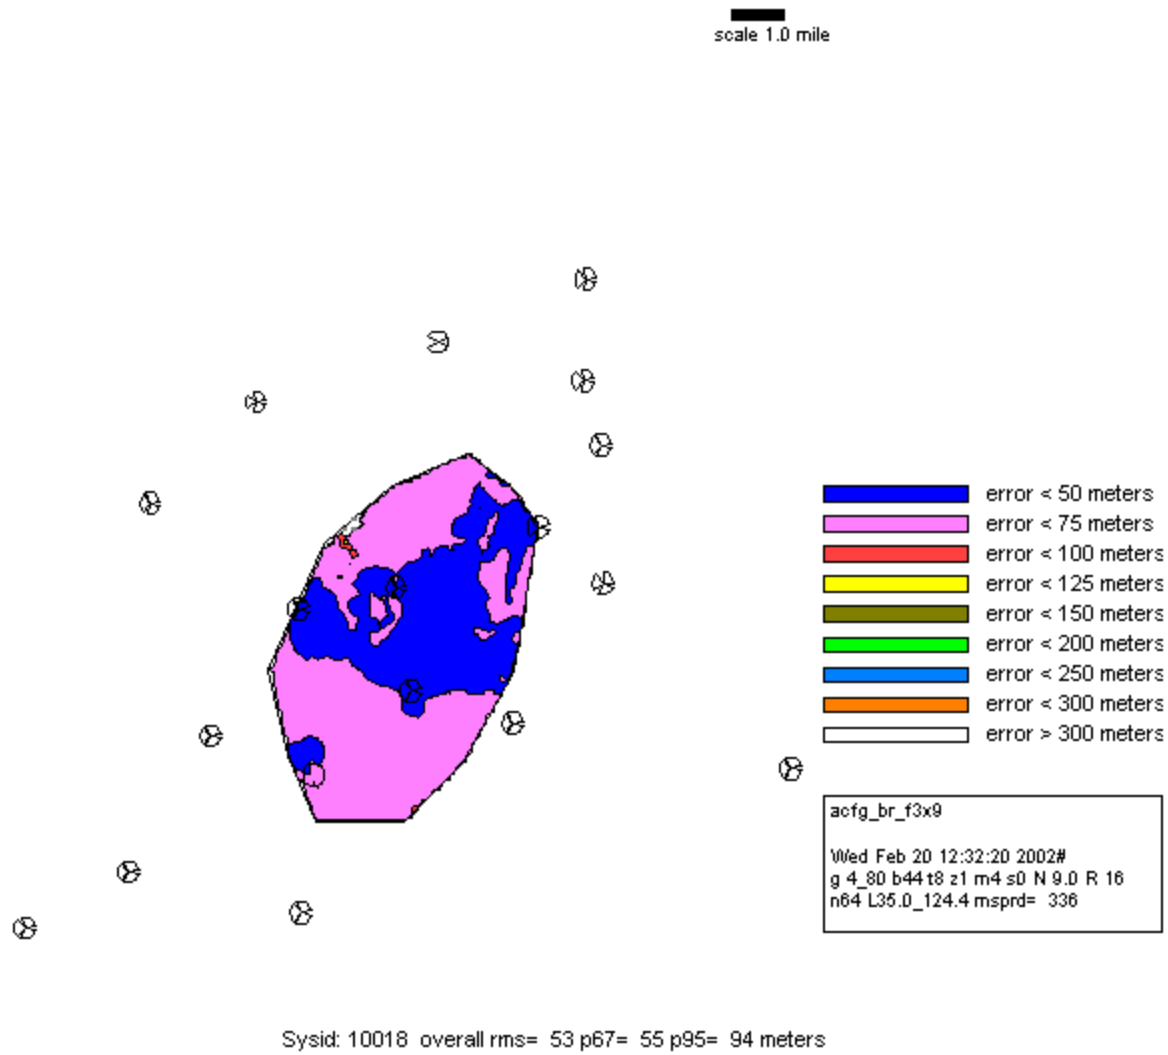 scale 1.0 mile
error < 50 meters
error < 75 meters
error < 100 meters
error < 125 meters
error < 150 meters
error < 200 meters
error < 250 meters
error < 300 meters
error > 300 meters
acfg_br_f3x9
Wed Feb 20 12:32:20 2002#
g 4_80 b44 t8 z1 m4 s0 N 9.0 R 16
n64 L35.0_124.4 msprd= 336
Sysid: 10018 overall rms= 53 p67= 55 p95= 94 meters